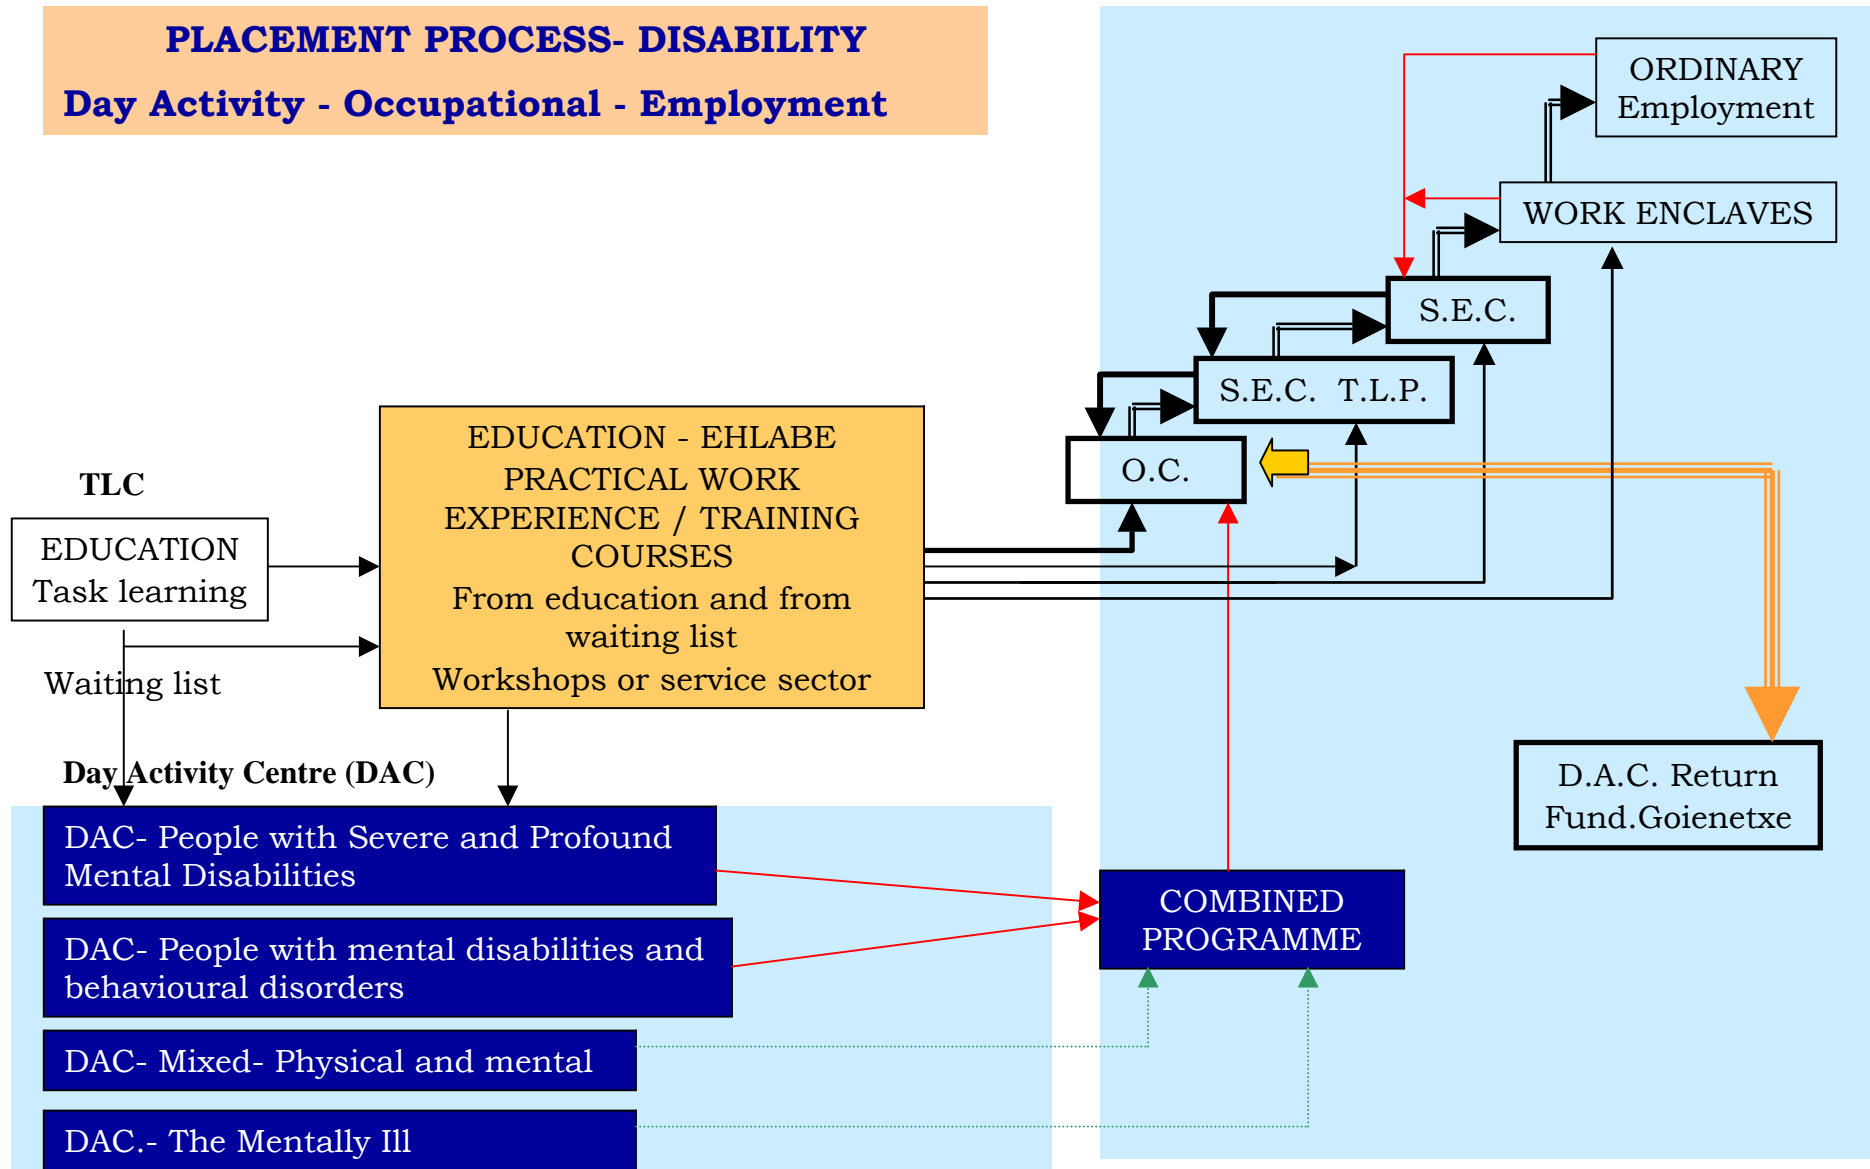 PLACEMENT PROCESS- DISABILITY
Day Activity - Occupational - Employment
ORDINARY
Employment
WORK ENCLAVES
S.E.C.
S.E.C. T.L.P.
O.C.
EDUCATION - EHLABE
PRACTICAL WORK
EXPERIENCE / TRAINING
COURSES
From education and from
waiting list
Workshops or service sector
TLC
EDUCATION
Task learning
Waiting list
Day Activity Centre (DAC)
DAC- People with Severe and Profound
Mental Disabilities
DAC- People with mental disabilities and
behavioural disorders
DAC- Mixed- Physical and mental
DAC.- The Mentally Ill
COMBINED
PROGRAMME
D.A.C. Return
Fund.Goienetxe